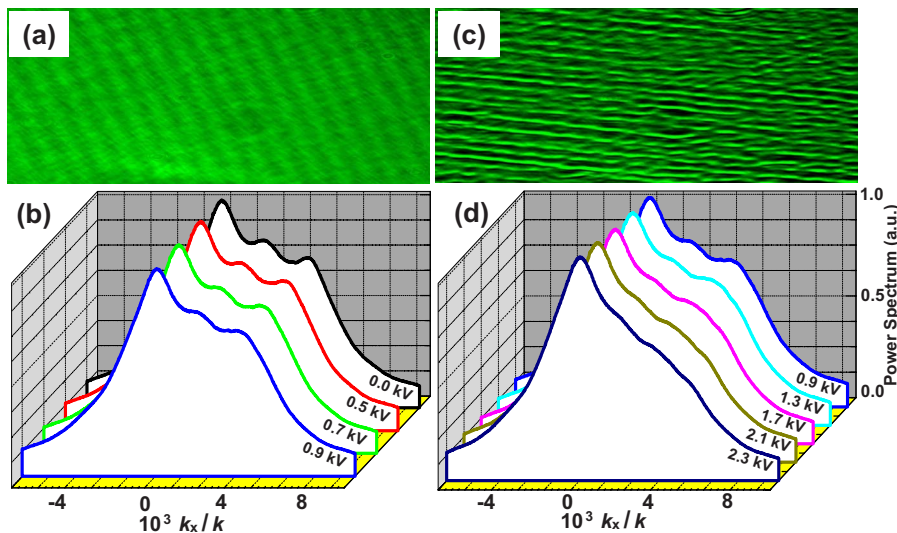 (a)
(c)
(b)
0.0 kV
0.5 kV
0.7 kV
0.9 kV
-4 0 4 8
10³ kₓ / k
(d)
0.9 kV
1.3 kV
1.7 kV
2.1 kV
2.3 kV
-4 0 4 8
10³ kₓ / k
1.0
0.5
0.0
Power Spectrum (a.u.)